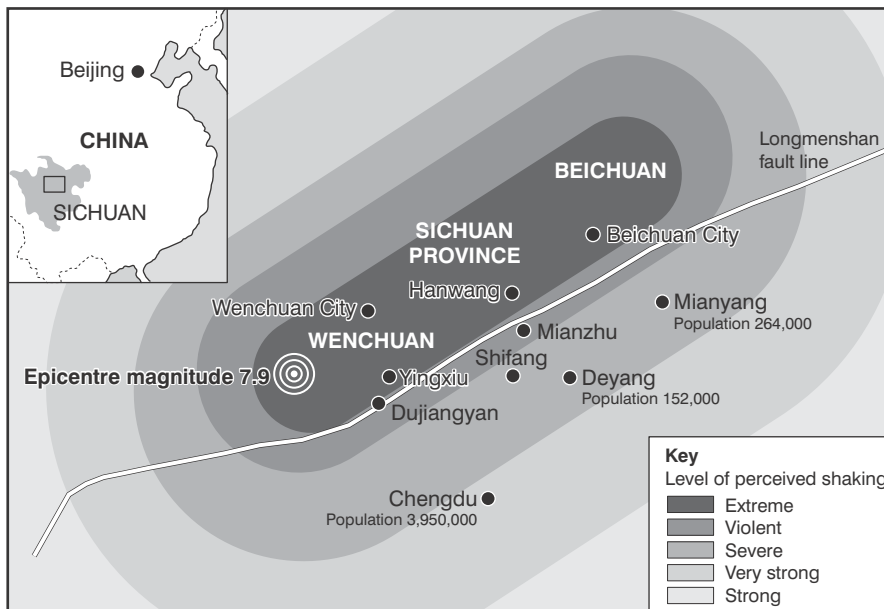 Beijing
CHINA
SICHUAN
Longmenshan
fault line
BEICHUAN
SICHUAN
PROVINCE
Beichuan City
Hanwang
Wenchuan City
Mianyang
Population 264,000
WENCHUAN
Mianzhu
Shifang
Epicentre magnitude 7.9
Yingxiu
Deyang
Population 152,000
Dujiangyan
Chengdu
Population 3,950,000
Key
Level of perceived shaking
Extreme
Violent
Severe
Very strong
Strong